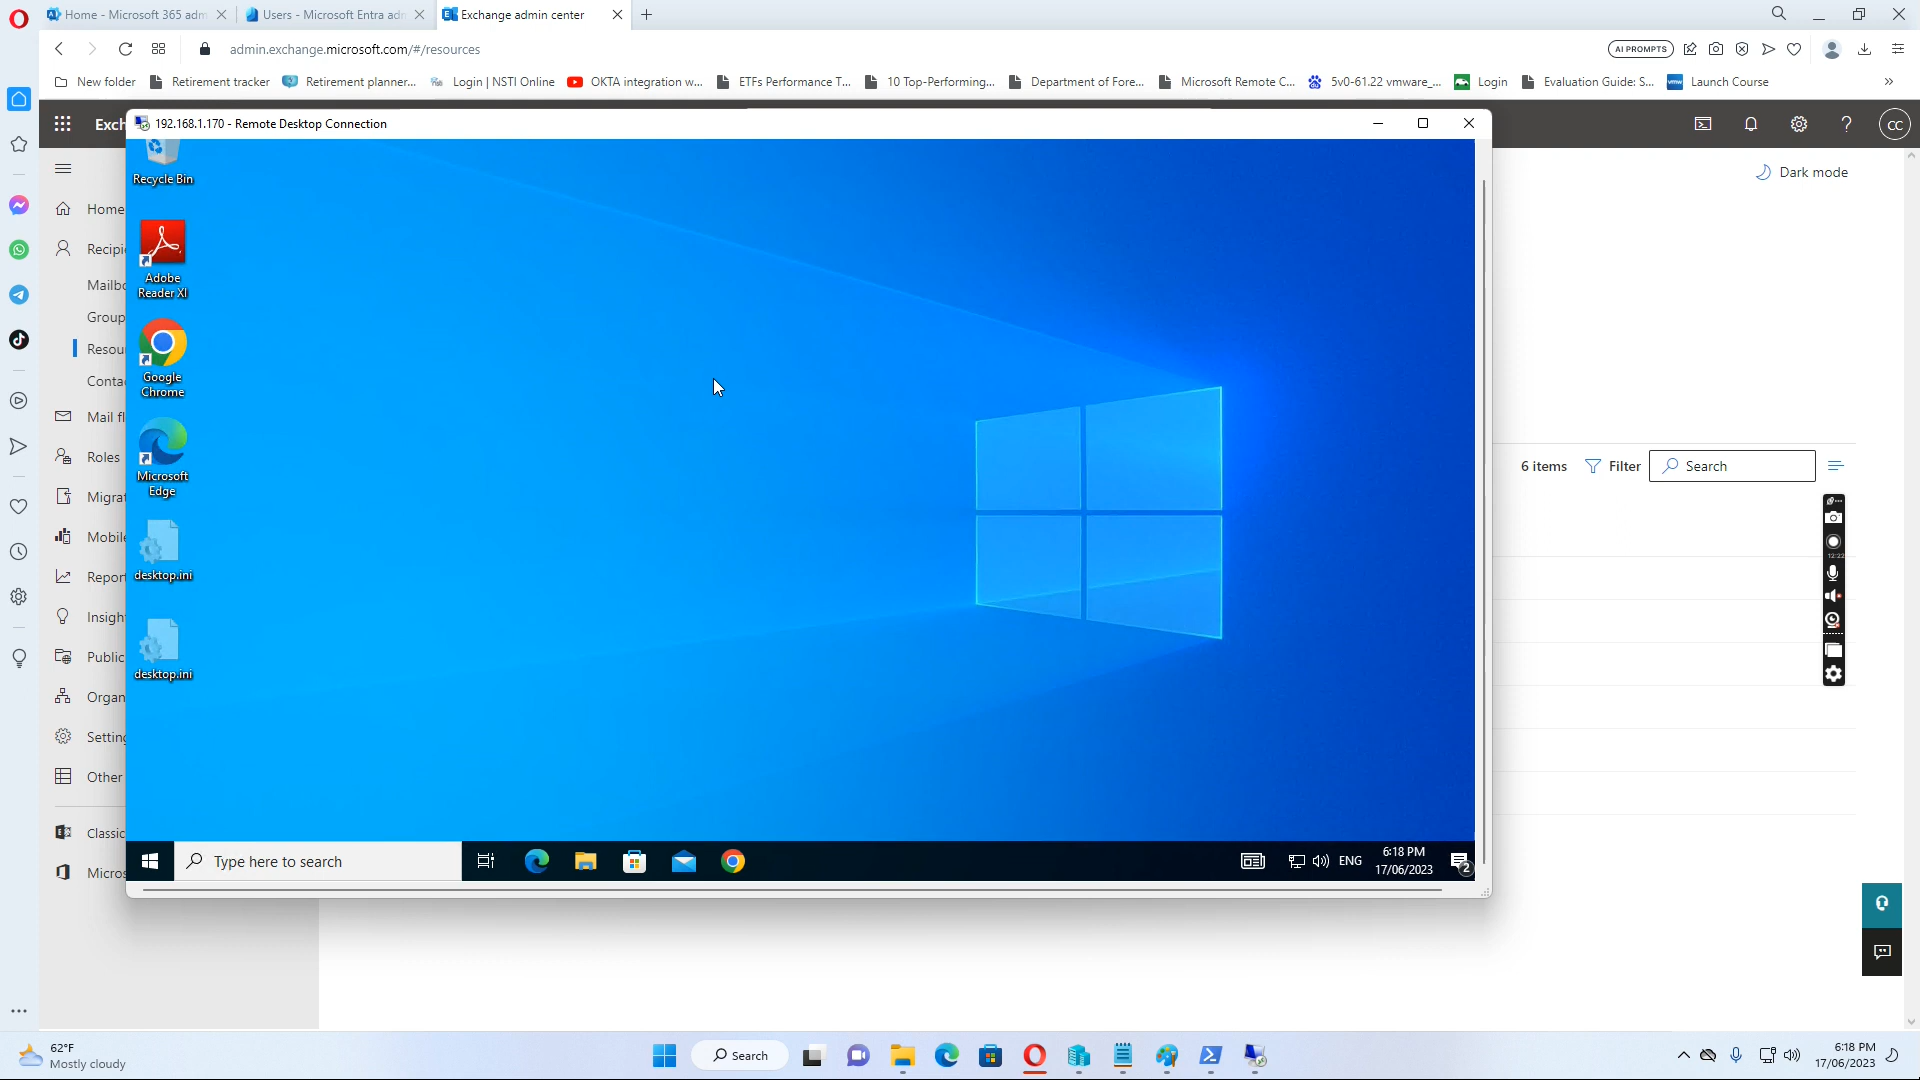 Home - Microsoft 365 adm
Users - Microsoft Entra adm
Exchange admin center
admin.exchange.microsoft.com/#/resources
AI PROMPTS
New folder
Retirement tracker
Retirement planner...
Login | NSTI Online
OKTA integration w...
ETFs Performance T...
10 Top-Performing...
Department of Fore...
Microsoft Remote C...
5v0-61.22 vmware_...
Login
Evaluation Guide: S...
Launch Course
Exch
192.168.1.170 - Remote Desktop Connection
CC
Dark mode
Home
Recipie
Mailbo
Group
Resou
Conta
Mail fl
Roles
Migrat
Mobile
Report
Insight
Public
Organ
Setting
Other
Classic
Micros
Recycle Bin
Adobe
Reader XI
Google
Chrome
Microsoft
Edge
desktop.ini
desktop.ini
6 items
Filter
Search
12:22
Type here to search
ENG
6:18 PM
17/06/2023
2
62°F
Mostly cloudy
Search
6:18 PM
17/06/2023